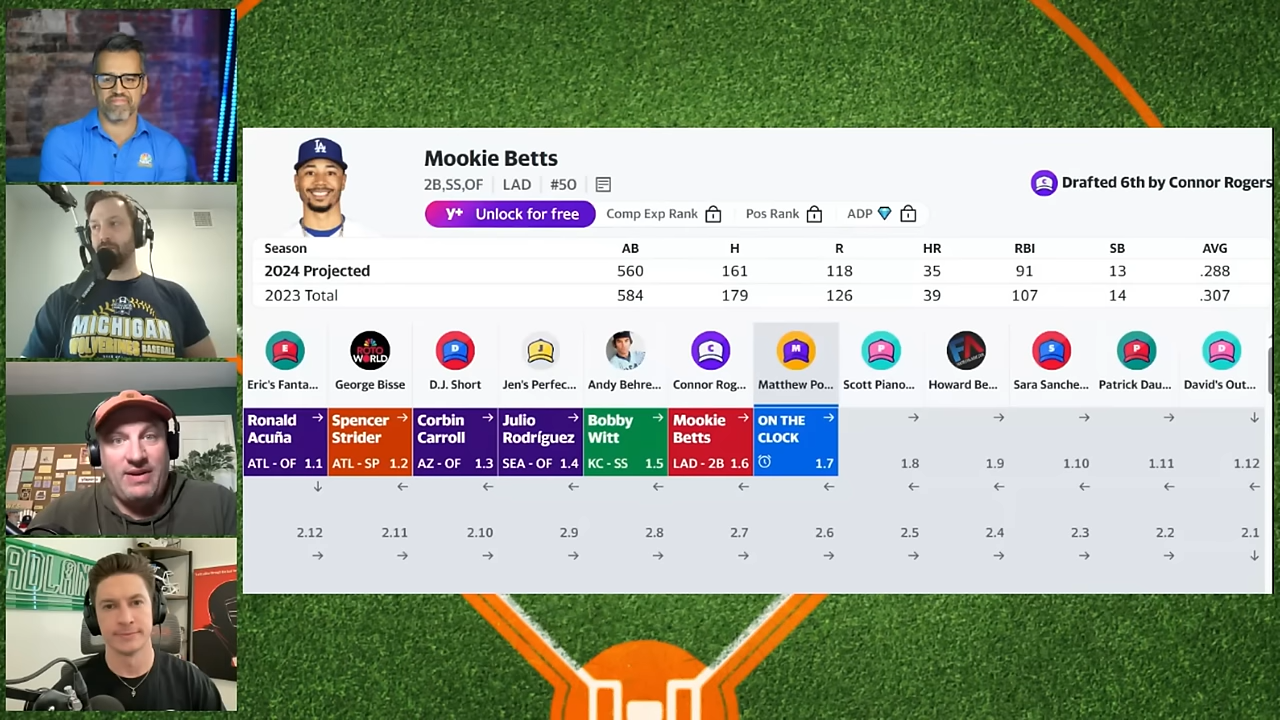 Mookie Betts
2B,SS,OF LAD #50
y+ Unlock for free Comp Exp Rank Pos Rank ADP
Drafted 6th by Connor Rogers
Season AB H R HR RBI SB AVG
2024 Projected 560 161 118 35 91 13 .288
2023 Total 584 179 126 39 107 14 .307
E ROTO WORLD D J C M P FA S P D
Eric's Fanta... George Bisse D.J. Short Jen's Perfec... Andy Behre... Connor Rog... Matthew Po... Scott Piano... Howard Be... Sara Sanche... Patrick Dau... David's Out...
Ronald Spencer Corbin Julio Bobby Mookie ON THE
Acuña Strider Carroll Rodríguez Witt Betts CLOCK
ATL - OF 1.1 ATL - SP 1.2 AZ - OF 1.3 SEA - OF 1.4 KC - SS 1.5 LAD - 2B 1.6 1.7 1.8 1.9 1.10 1.11 1.12
2.12 2.11 2.10 2.9 2.8 2.7 2.6 2.5 2.4 2.3 2.2 2.1
LA
MICHIGAN
WOLVERINES
BASEBALL